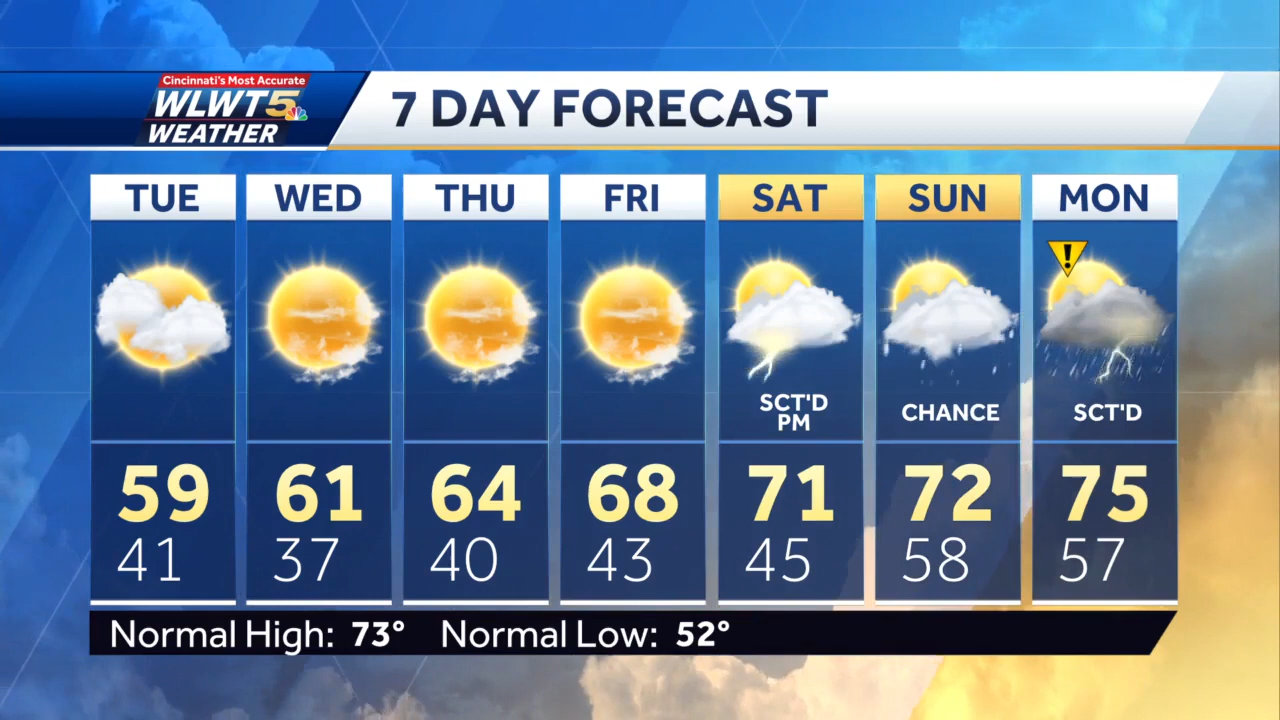 Cincinnati's Most Accurate
WLWT5
WEATHER
7 DAY FORECAST
TUE WED THU FRI SAT SUN MON
!
SCT'D PM CHANCE SCT'D
59 61 64 68 71 72 75
41 37 40 43 45 58 57
Normal High: 73° Normal Low: 52°